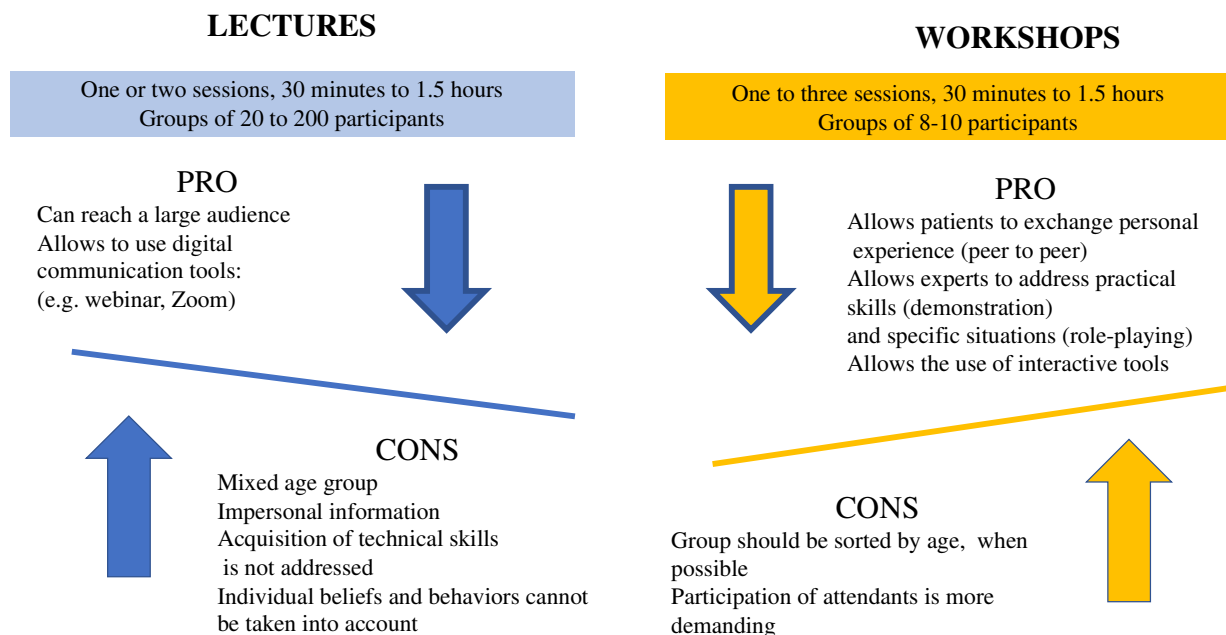 LECTURES
One or two sessions, 30 minutes to 1.5 hours
Groups of 20 to 200 participants
PRO
Can reach a large audience
Allows to use digital
communication tools:
(e.g. webinar, Zoom)
CONS
Mixed age group
Impersonal information
Acquisition of technical skills
is not addressed
Individual beliefs and behaviors cannot
be taken into account
WORKSHOPS
One to three sessions, 30 minutes to 1.5 hours
Groups of 8-10 participants
PRO
Allows patients to exchange personal
experience (peer to peer)
Allows experts to address practical
skills (demonstration)
and specific situations (role-playing)
Allows the use of interactive tools
CONS
Group should be sorted by age, when
possible
Participation of attendants is more
demanding